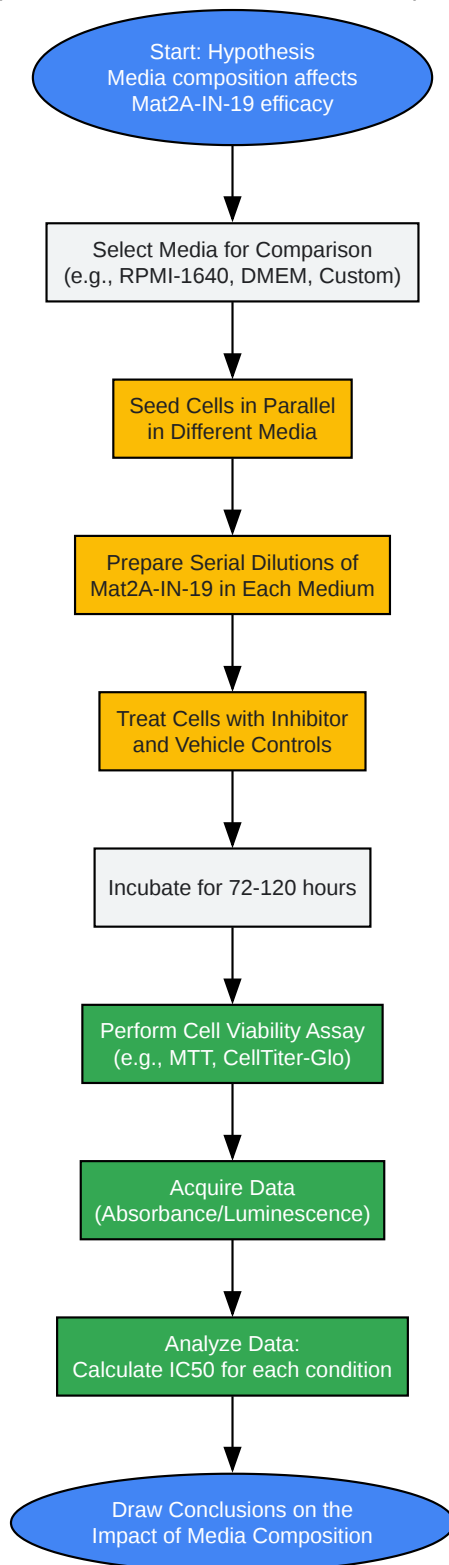 Start: Hypothesis
Media composition affects
Mat2A-IN-19 efficacy
Select Media for Comparison
(e.g., RPMI-1640, DMEM, Custom)
Seed Cells in Parallel
in Different Media
Prepare Serial Dilutions of
Mat2A-IN-19 in Each Medium
Treat Cells with Inhibitor
and Vehicle Controls
Incubate for 72-120 hours
Perform Cell Viability Assay
(e.g., MTT, CellTiter-Glo)
Acquire Data
(Absorbance/Luminescence)
Analyze Data:
Calculate IC50 for each condition
Draw Conclusions on the
Impact of Media Composition